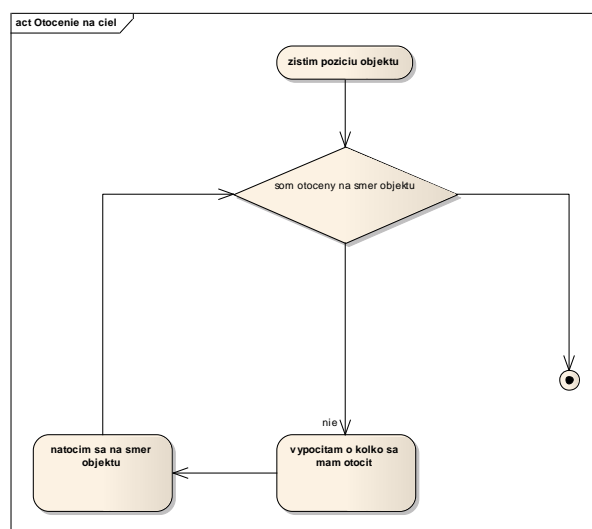 act Otocenie na ciel
zistim poziciu objektu
som otoceny na smer objektu
nie
natocim sa na smer
objektu
vypocitam o kolko sa
mam otocit